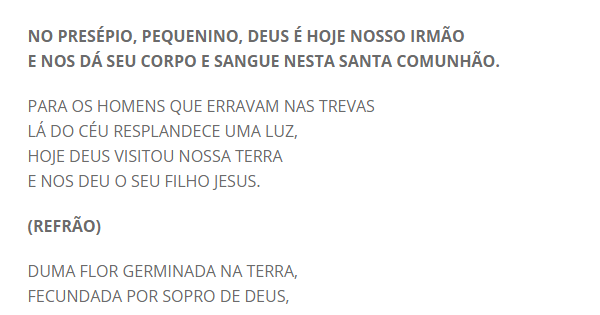 NO PRESÉPIO, PEQUENINO, DEUS É HOJE NOSSO IRMÃO
E NOS DÁ SEU CORPO E SANGUE NESTA SANTA COMUNHÃO.
PARA OS HOMENS QUE ERRAVAM NAS TREVAS
LÁ DO CÉU RESPLANDECE UMA LUZ,
HOJE DEUS VISITOU NOSSA TERRA
E NOS DEU O SEU FILHO JESUS.
(REFRÃO)
DUMA FLOR GERMINADA NA TERRA,
FECUNDADA POR SOPRO DE DEUS,